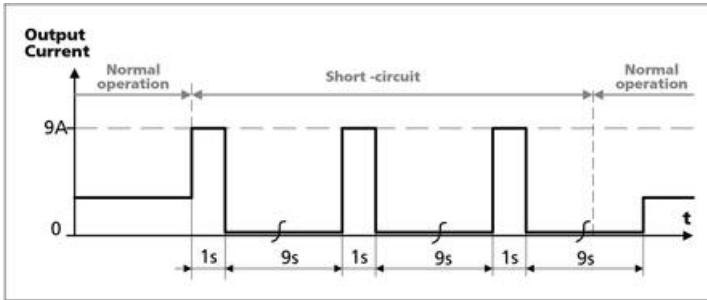 Output
Current
Normal
operation
Short -circuit
Normal
operation
9A
0
t
1s
9s
1s
9s
1s
9s